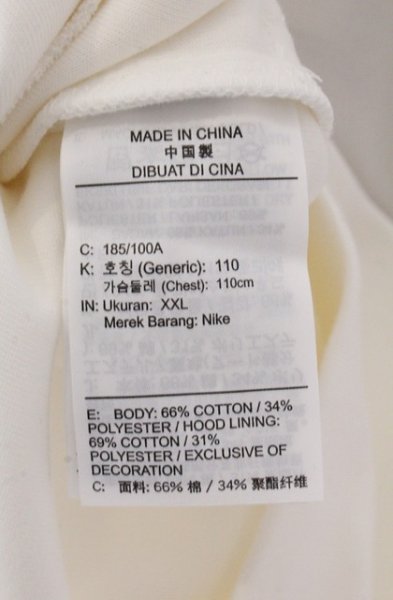 MADE IN CHINA
中国製
DIBUAT DI CINA
C: 185/100A
K: 호칭 (Generic): 110
가슴둘레 (Chest): 110cm
IN: Ukuran: XXL
Merek Barang: Nike
E: BODY: 66% COTTON / 34%
POLYESTER / HOOD LINING:
69% COTTON / 31%
POLYESTER / EXCLUSIVE OF
DECORATION
C: 面料: 66% 棉 / 34% 聚酯纤维